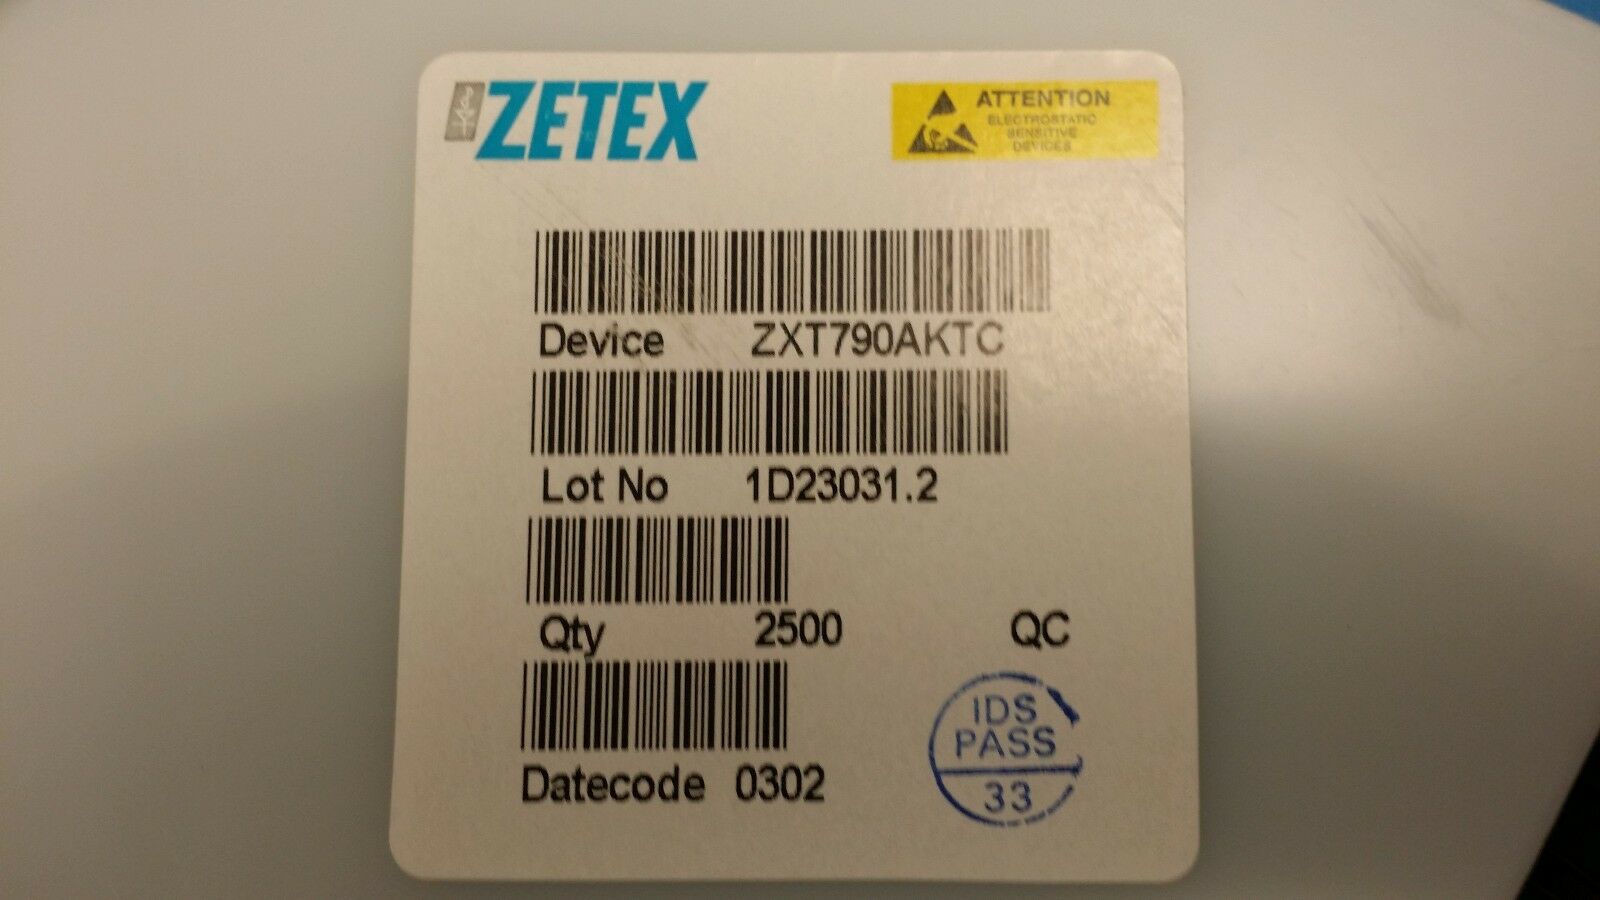 ZETEX
ATTENTION
ELECTROSTATIC
SENSITIVE
DEVICES
Device ZXT790AKTC
Lot No 1D23031.2
Qty 2500 QC
IDS
PASS
33
Datecode 0302